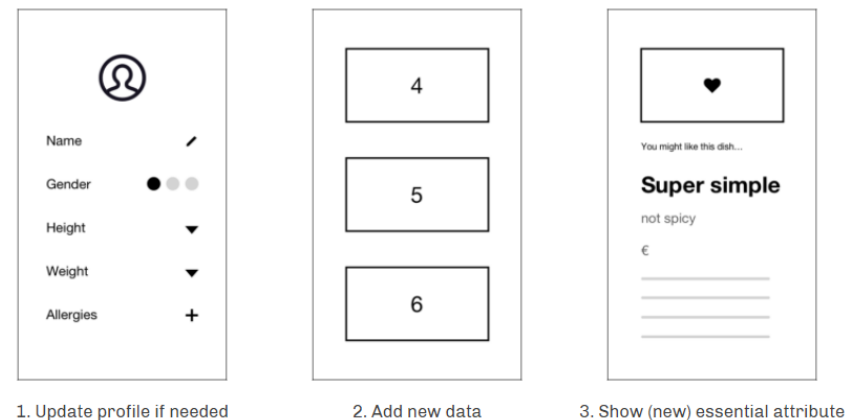 Name
Gender
Height
Weight
Allergies
1. Update profile if needed
4
5
6
2. Add new data
You might like this dish...
Super simple
not spicy
€
3. Show (new) essential attribute